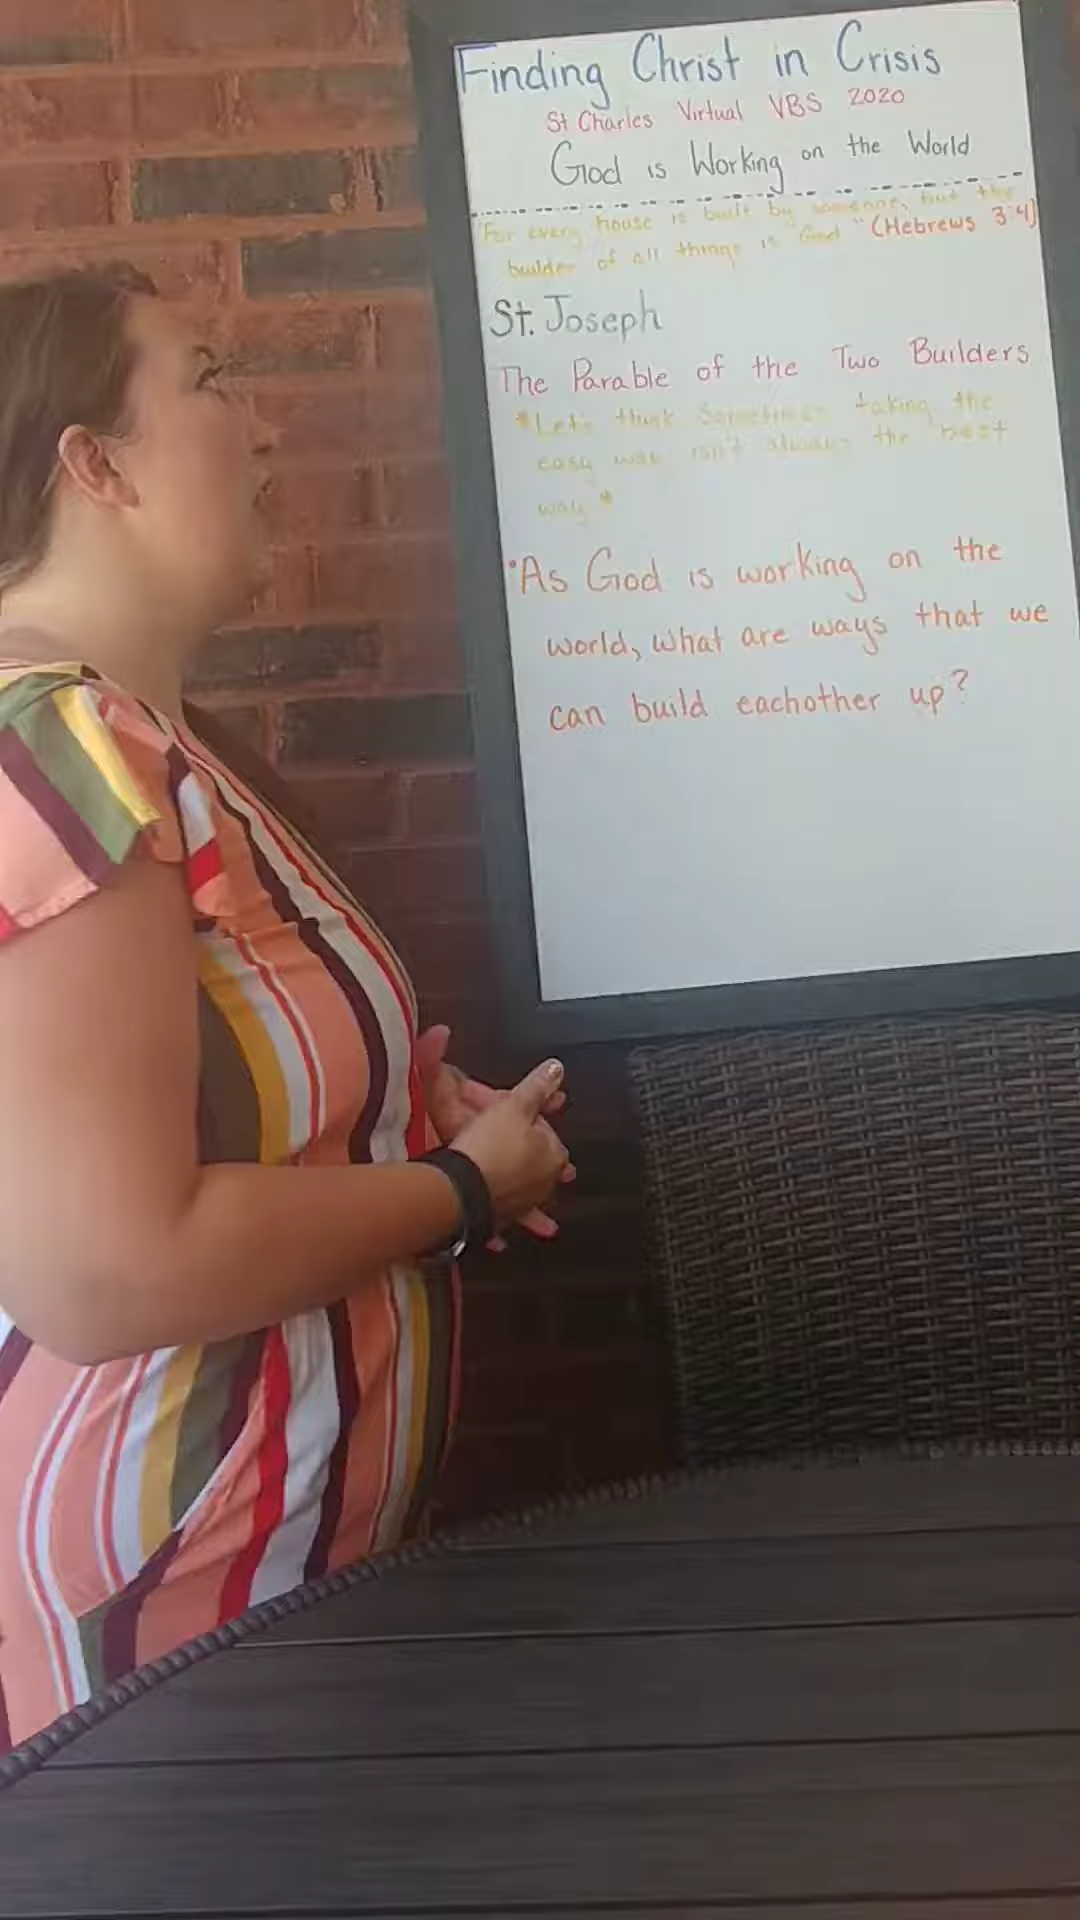 Finding Christ in Crisis
St Charles Virtual VBS 2020
God is Working on the World
"For every house is built by someone, but the
builder of all things is God" (Hebrews 3:4)
St. Joseph
The Parable of the Two Builders
*Let's think Sometimes taking the
easy way isn't always the best
way*
*As God is working on the
world, what are ways that we
can build eachother up?